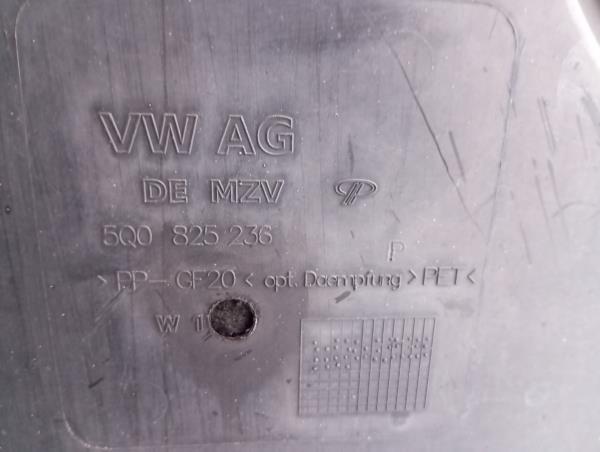 VW AG
DE MZV
5Q0 825 236 P
>PP-GF20< opt. Daempfung >PET<
W 1